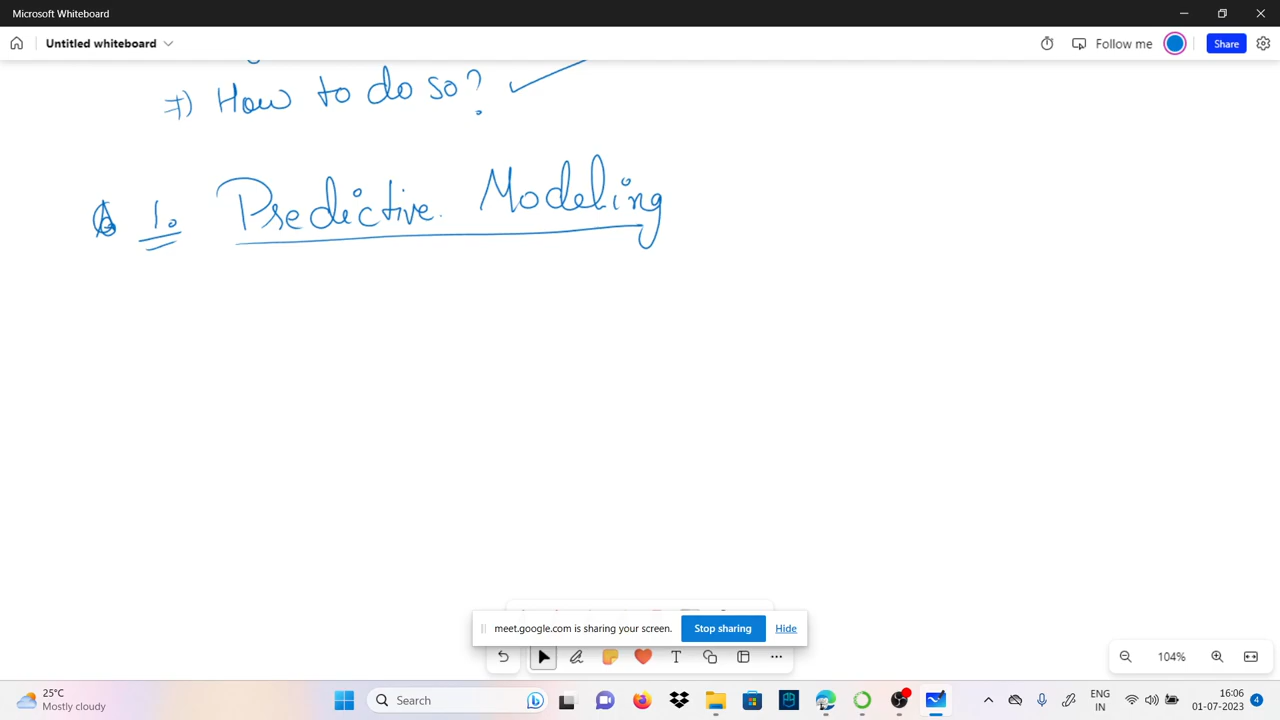 Microsoft Whiteboard
Untitled whiteboard
Follow me
Share
⇒ How to do so?
1. Predictive Modeling
meet.google.com is sharing your screen.
Stop sharing
Hide
104%
25°C
Mostly cloudy
Search
ENG
IN
16:06
01-07-2023
4